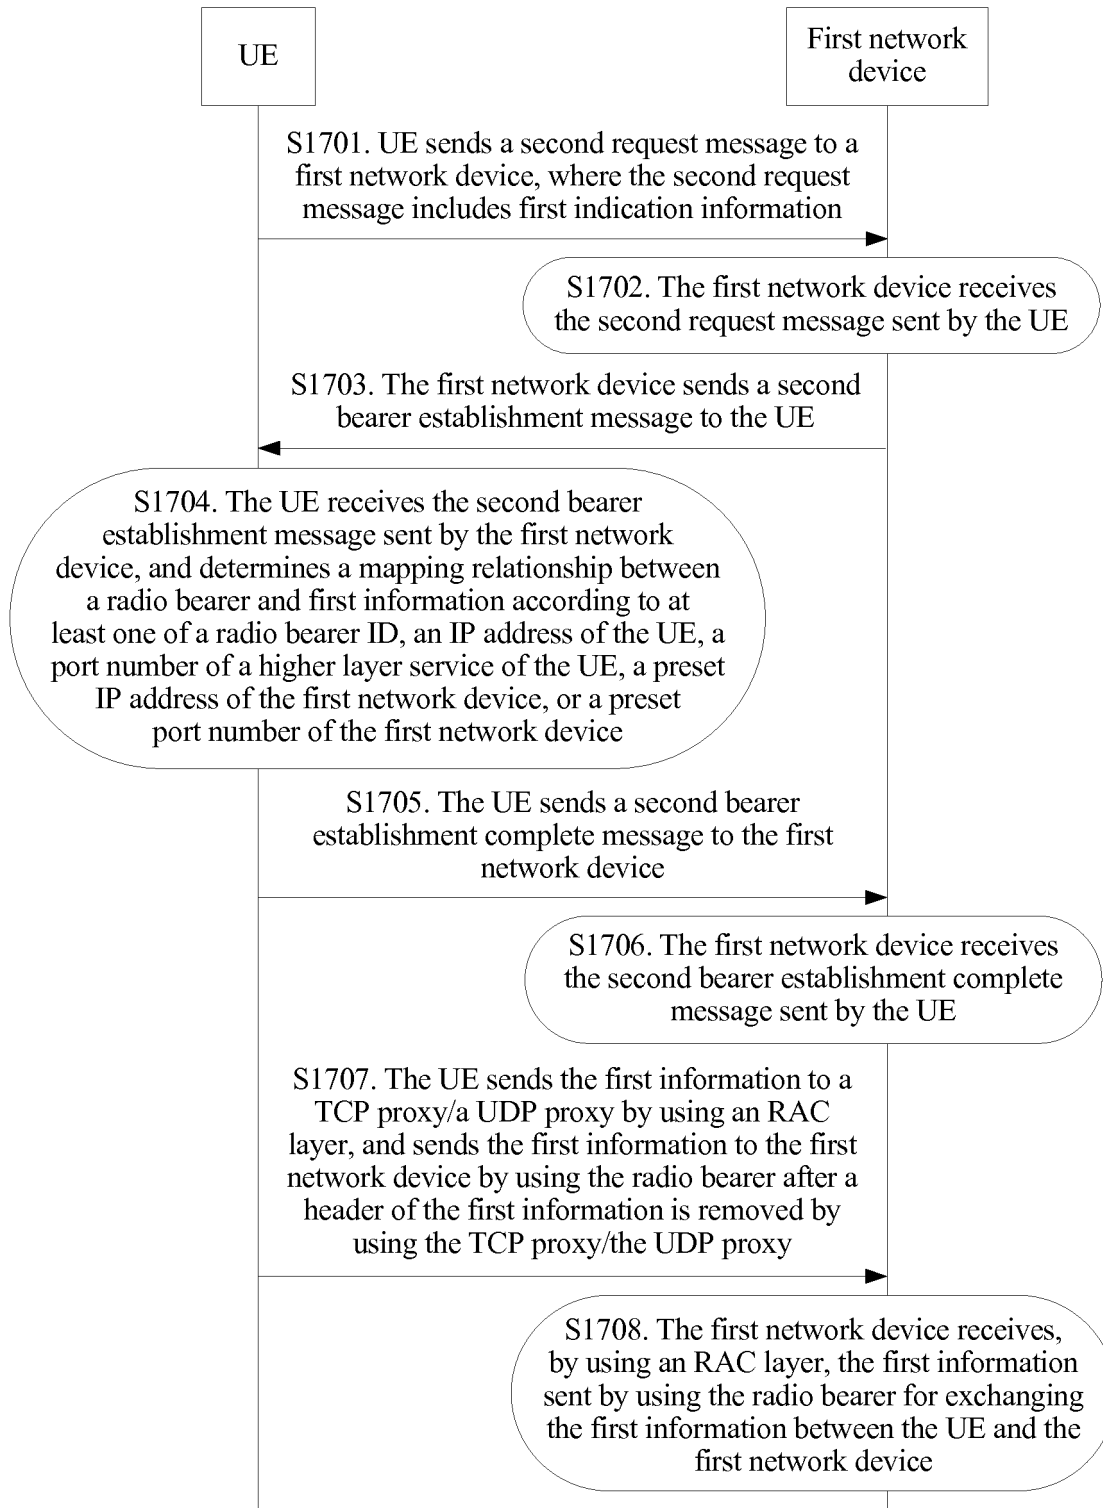 UE
First network
device
S1701. UE sends a second request message to a
first network device, where the second request
message includes first indication information
S1702. The first network device receives
the second request message sent by the UE
S1703. The first network device sends a second
bearer establishment message to the UE
S1704. The UE receives the second bearer
establishment message sent by the first network
device, and determines a mapping relationship between
a radio bearer and first information according to at
least one of a radio bearer ID, an IP address of the UE, a
port number of a higher layer service of the UE, a preset
IP address of the first network device, or a preset
port number of the first network device
S1705. The UE sends a second bearer
establishment complete message to the first
network device
S1706. The first network device receives
the second bearer establishment complete
message sent by the UE
S1707. The UE sends the first information to a
TCP proxy/a UDP proxy by using an RAC
layer, and sends the first information to the first
network device by using the radio bearer after a
header of the first information is removed by
using the TCP proxy/the UDP proxy
S1708. The first network device receives,
by using an RAC layer, the first information
sent by using the radio bearer for exchanging
the first information between the UE and the
first network device